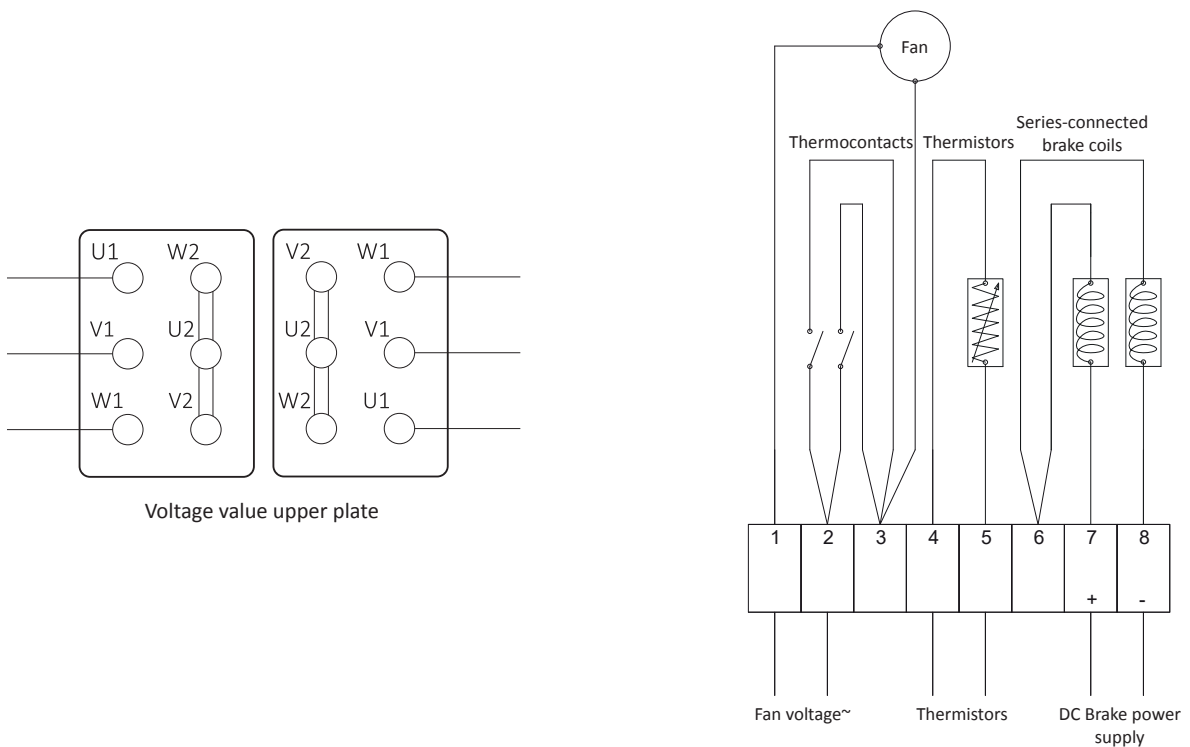 U1 W2
V1 U2
W1 V2
V2 W1
U2 V1
W2 U1
Voltage value upper plate
Fan
Thermocontacts Thermistors
Series-connected
brake coils
1 2 3 4 5 6 7 8
+ -
Fan voltage~ Thermistors
DC Brake power
supply